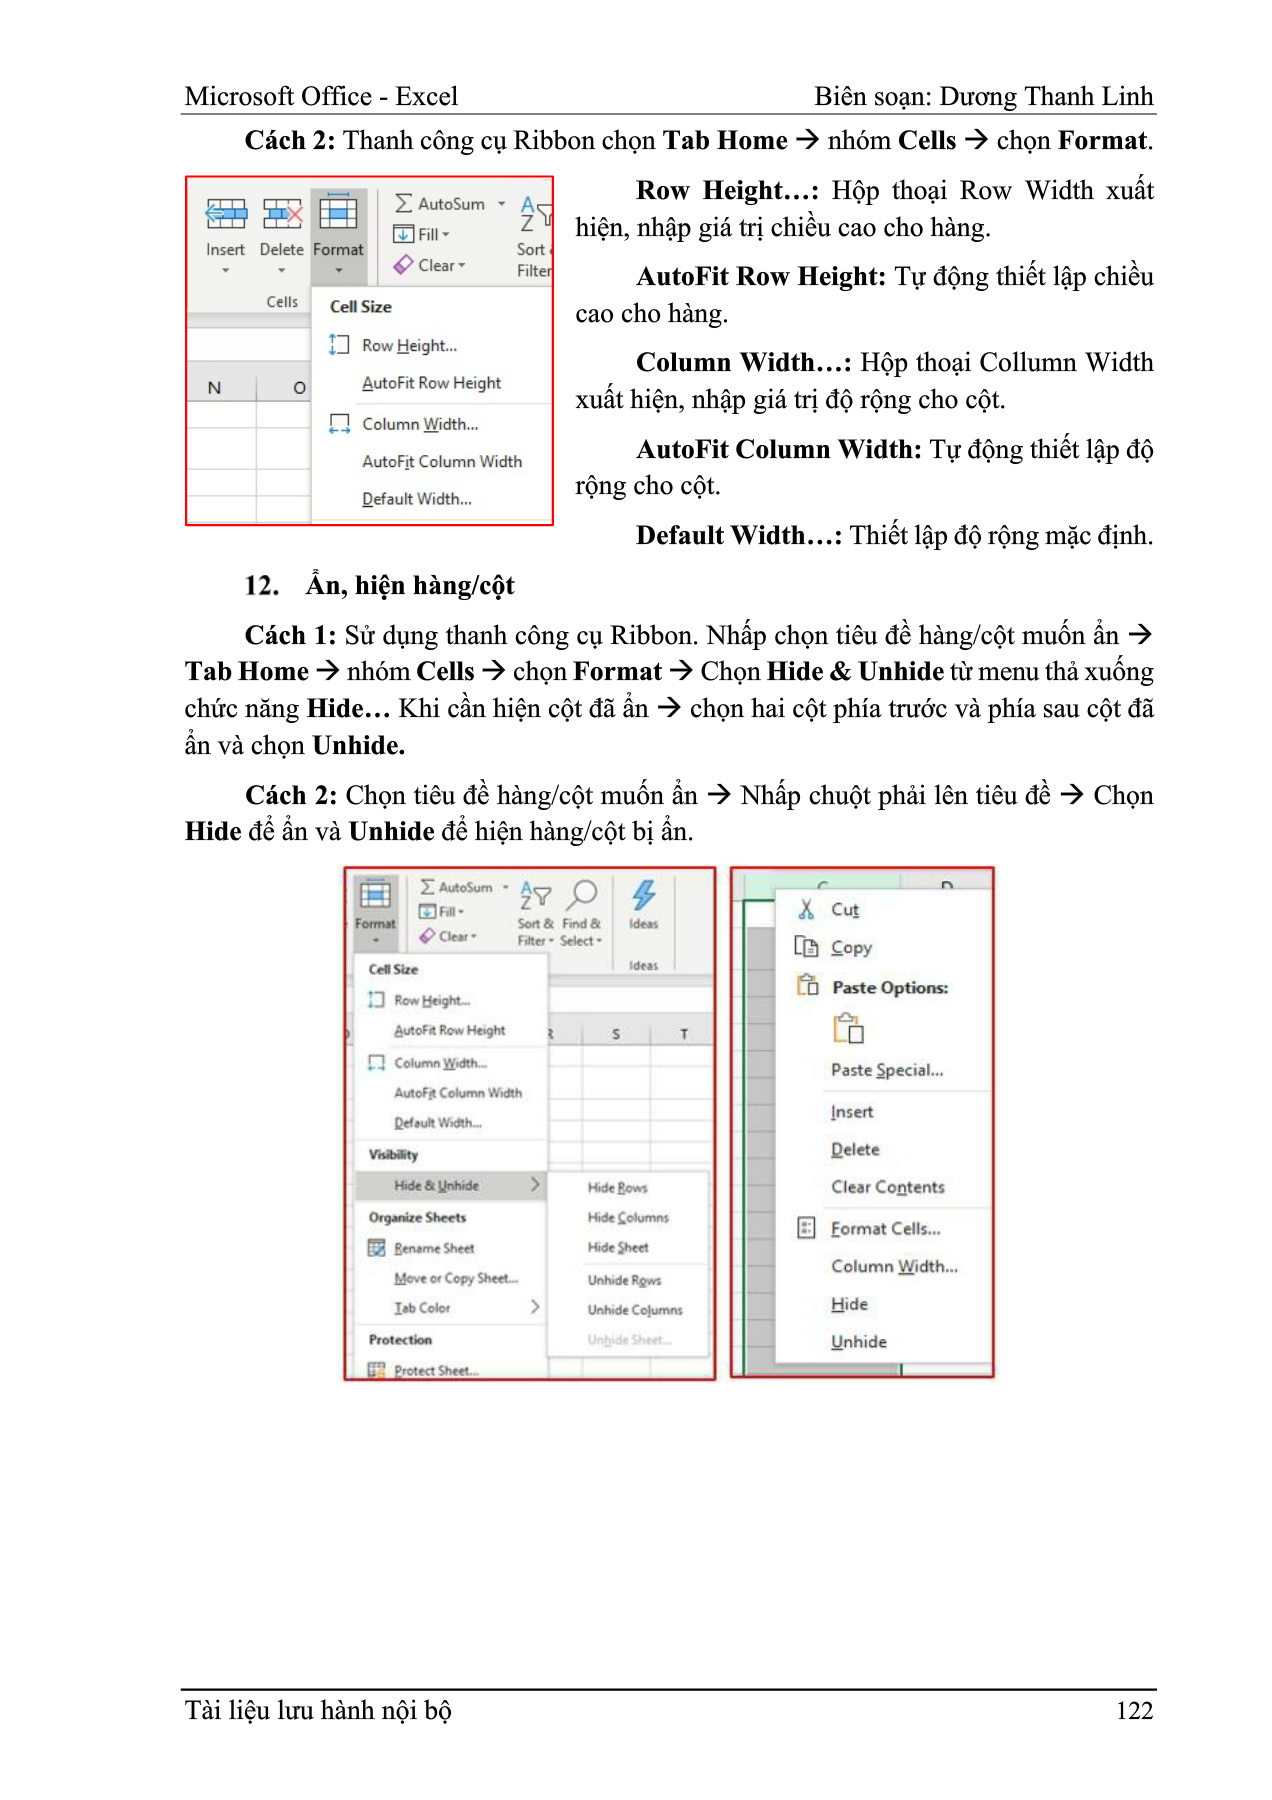 Microsoft Office - Excel
Biên soạn: Dương Thanh Linh
Cách 2: Thanh công cụ Ribbon chọn Tab Home → nhóm Cells → chọn Format.
Insert Delete Format
Cells
AutoSum
Fill
Clear
Sort
Filter
Cell Size
Row Height...
AutoFit Row Height
Column Width...
AutoFit Column Width
Default Width...
N O
Row Height…: Hộp thoại Row Width xuất
hiện, nhập giá trị chiều cao cho hàng.
AutoFit Row Height: Tự động thiết lập chiều
cao cho hàng.
Column Width…: Hộp thoại Collumn Width
xuất hiện, nhập giá trị độ rộng cho cột.
AutoFit Column Width: Tự động thiết lập độ
rộng cho cột.
Default Width…: Thiết lập độ rộng mặc định.
12. Ẩn, hiện hàng/cột
Cách 1: Sử dụng thanh công cụ Ribbon. Nhấp chọn tiêu đề hàng/cột muốn ẩn →
Tab Home → nhóm Cells → chọn Format → Chọn Hide & Unhide từ menu thả xuống
chức năng Hide… Khi cần hiện cột đã ẩn → chọn hai cột phía trước và phía sau cột đã
ẩn và chọn Unhide.
Cách 2: Chọn tiêu đề hàng/cột muốn ẩn → Nhấp chuột phải lên tiêu đề → Chọn
Hide để ẩn và Unhide để hiện hàng/cột bị ẩn.
Format
AutoSum
Fill
Clear
Sort & Filter
Find & Select
Ideas
Ideas
Cell Size
Row Height...
AutoFit Row Height
Column Width...
AutoFit Column Width
Default Width...
Visibility
Hide & Unhide
Organize Sheets
Rename Sheet
Move or Copy Sheet...
Tab Color
Protection
Protect Sheet...
R S T
Hide Rows
Hide Columns
Hide Sheet
Unhide Rows
Unhide Columns
Unhide Sheet...
C D
Cut
Copy
Paste Options:
Paste Special...
Insert
Delete
Clear Contents
Format Cells...
Column Width...
Hide
Unhide
Tài liệu lưu hành nội bộ
122